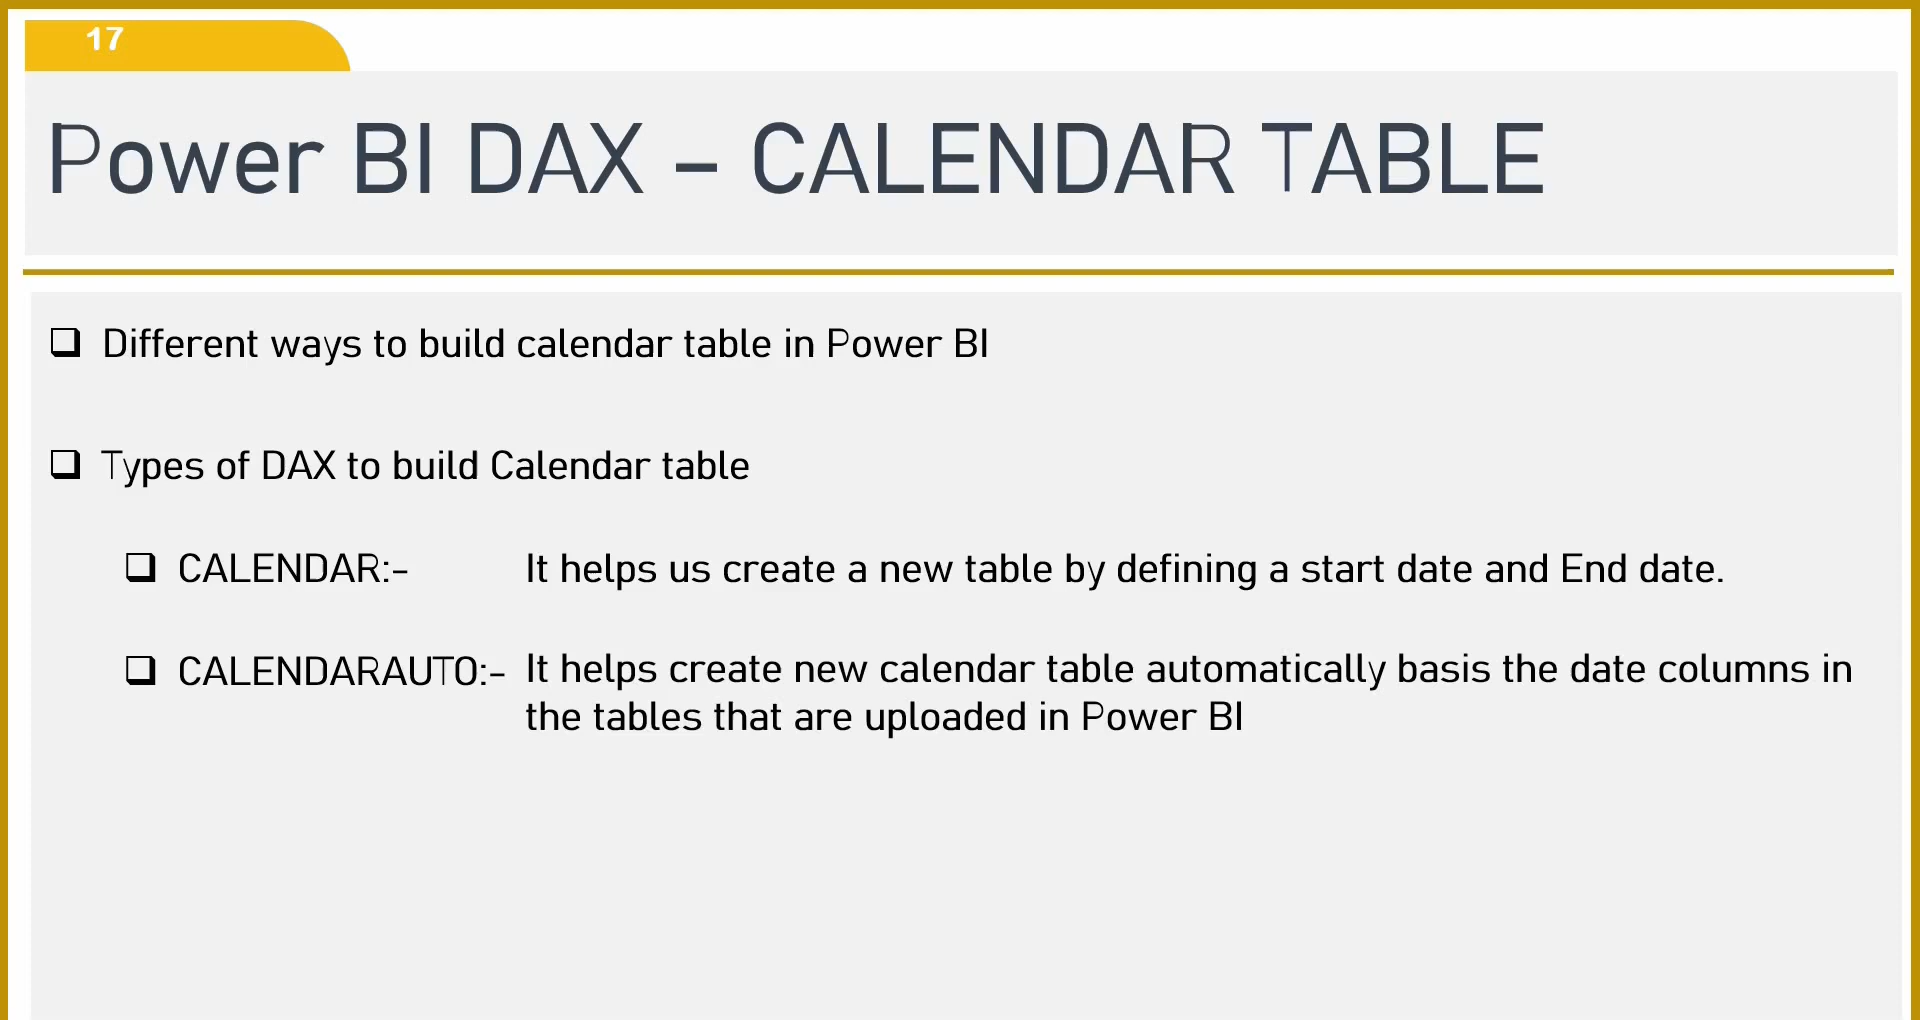 17
Power BI DAX – CALENDAR TABLE
Different ways to build calendar table in Power BI
Types of DAX to build Calendar table
CALENDAR:- It helps us create a new table by defining a start date and End date.
CALENDARAUTO:- It helps create new calendar table automatically basis the date columns in
the tables that are uploaded in Power BI